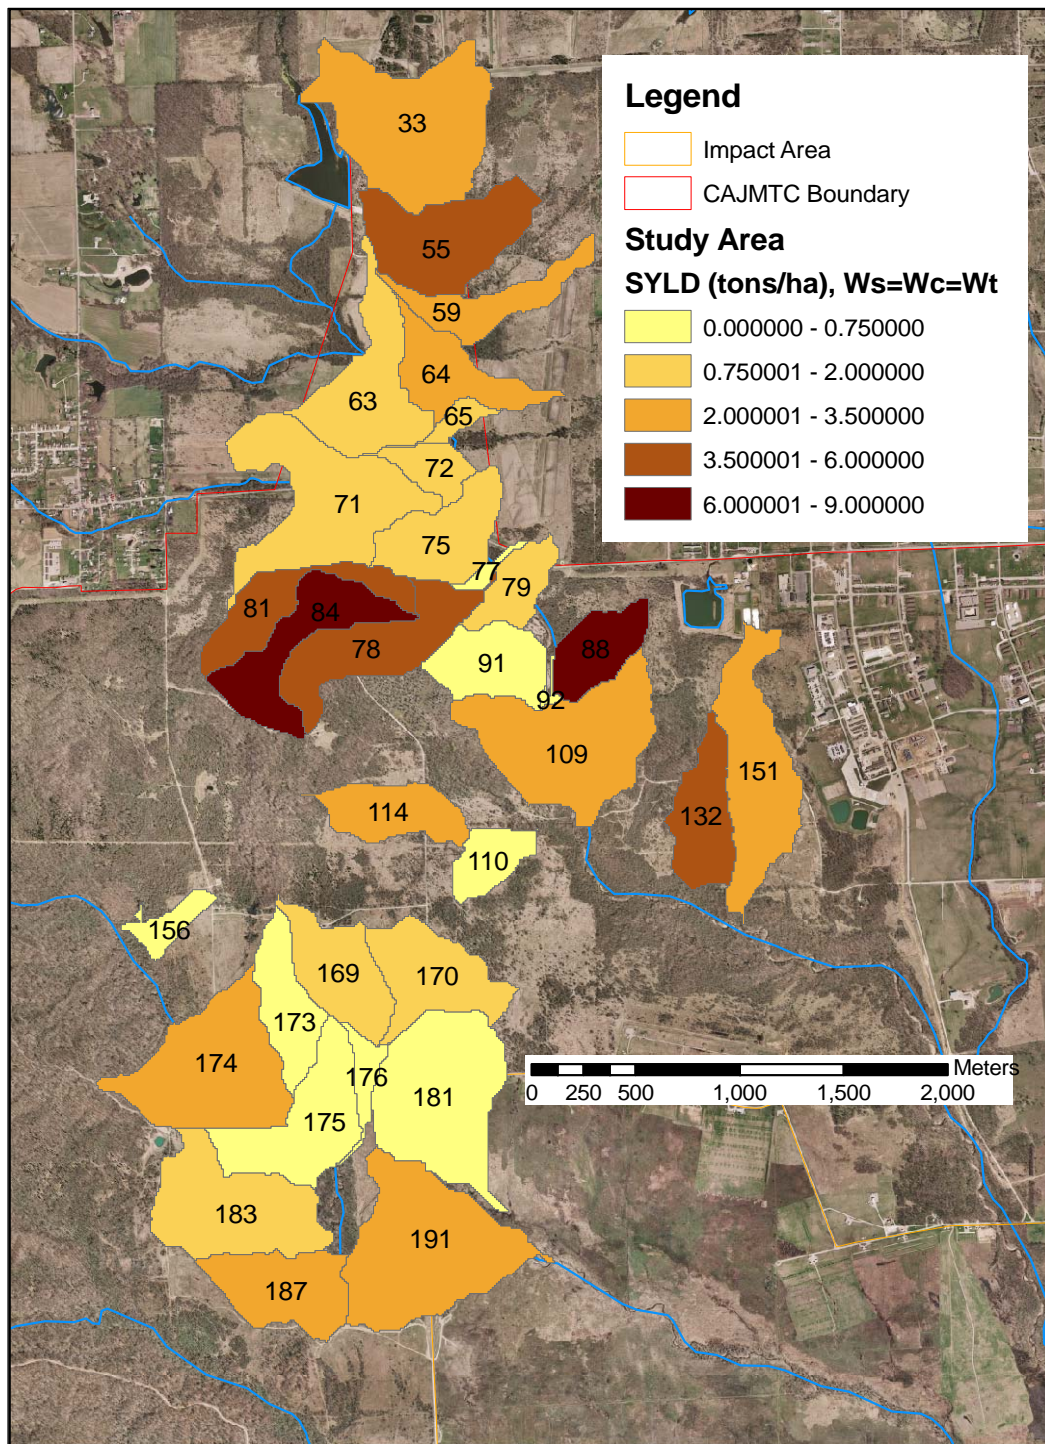 Legend
Impact Area
CAJMTC Boundary
Study Area
SYLD (tons/ha), Ws=Wc=Wt
0.000000 - 0.750000
0.750001 - 2.000000
2.000001 - 3.500000
3.500001 - 6.000000
6.000001 - 9.000000
33
55
59
64
63
65
72
71
75
77
79
81
84
78
88
91
92
109
151
114
132
110
156
169
170
173
174
176
175
181
Meters
0 250 500 1,000 1,500 2,000
183
191
187